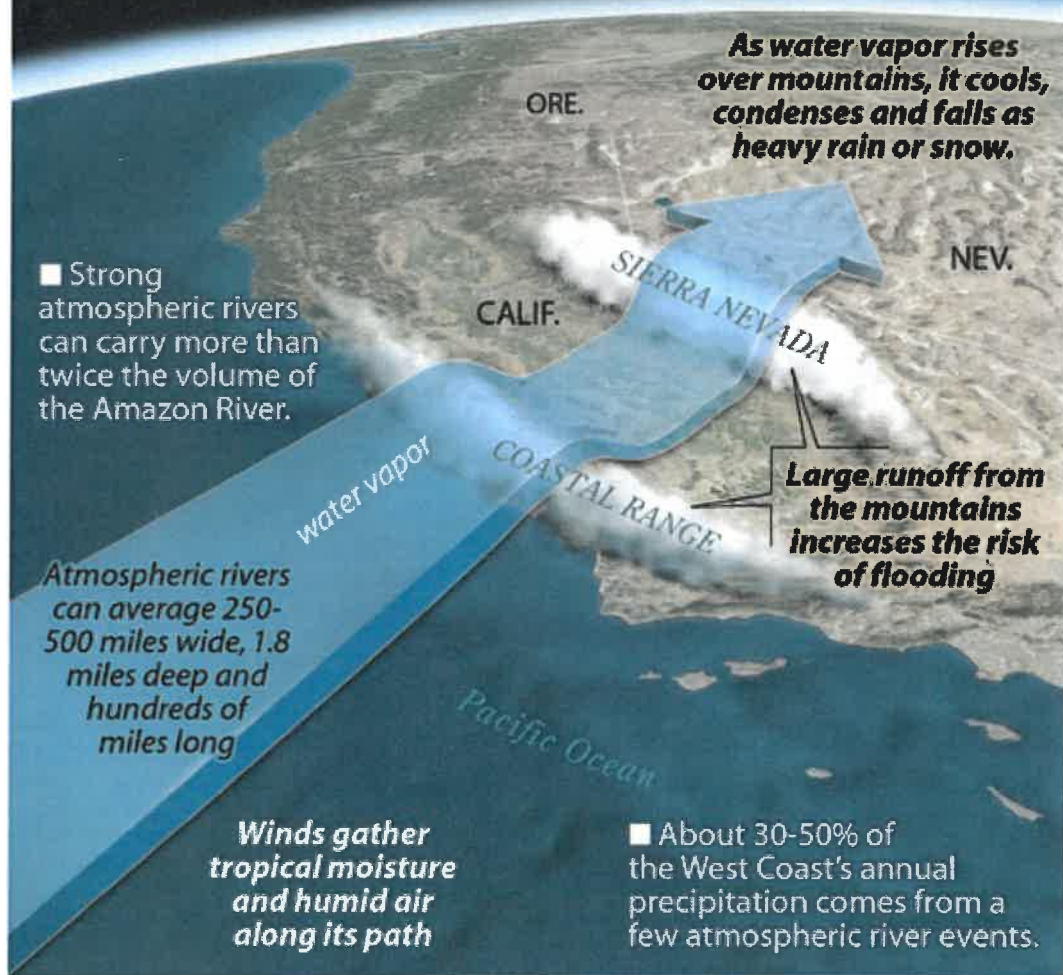 As water vapor rises
over mountains, it cools,
condenses and falls as
heavy rain or snow.
ORE.
NEV.
SIERRA NEVADA
CALIF.
■ Strong
atmospheric rivers
can carry more than
twice the volume of
the Amazon River.
water vapor
COASTAL RANGE
Large runoff from
the mountains
increases the risk
of flooding
Atmospheric rivers
can average 250-
500 miles wide, 1.8
miles deep and
hundreds of
miles long
Pacific Ocean
Winds gather
tropical moisture
and humid air
along its path
■ About 30-50% of
the West Coast's annual
precipitation comes from a
few atmospheric river events.